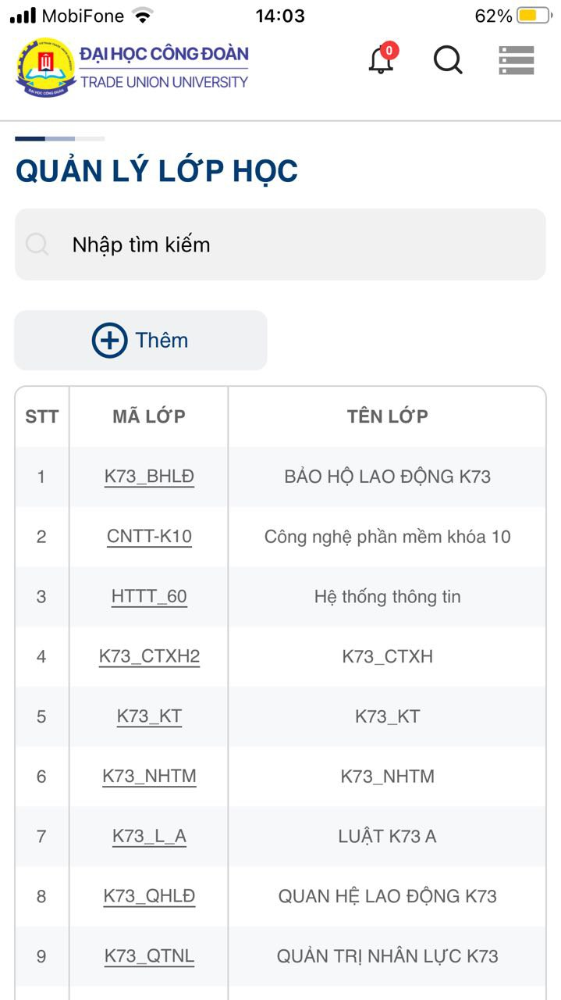 MobiFone 14:03 62%
ĐẠI HỌC CÔNG ĐOÀN 0
TRADE UNION UNIVERSITY
QUẢN LÝ LỚP HỌC
Nhập tìm kiếm
Thêm
STT MÃ LỚP TÊN LỚP
1 K73_BHLĐ BẢO HỘ LAO ĐỘNG K73
2 CNTT-K10 Công nghệ phần mềm khóa 10
3 HTTT_60 Hệ thống thông tin
4 K73_CTXH2 K73_CTXH
5 K73_KT K73_KT
6 K73_NHTM K73_NHTM
7 K73_L_A LUẬT K73 A
8 K73_QHLĐ QUAN HỆ LAO ĐỘNG K73
9 K73_QTNL QUẢN TRỊ NHÂN LỰC K73